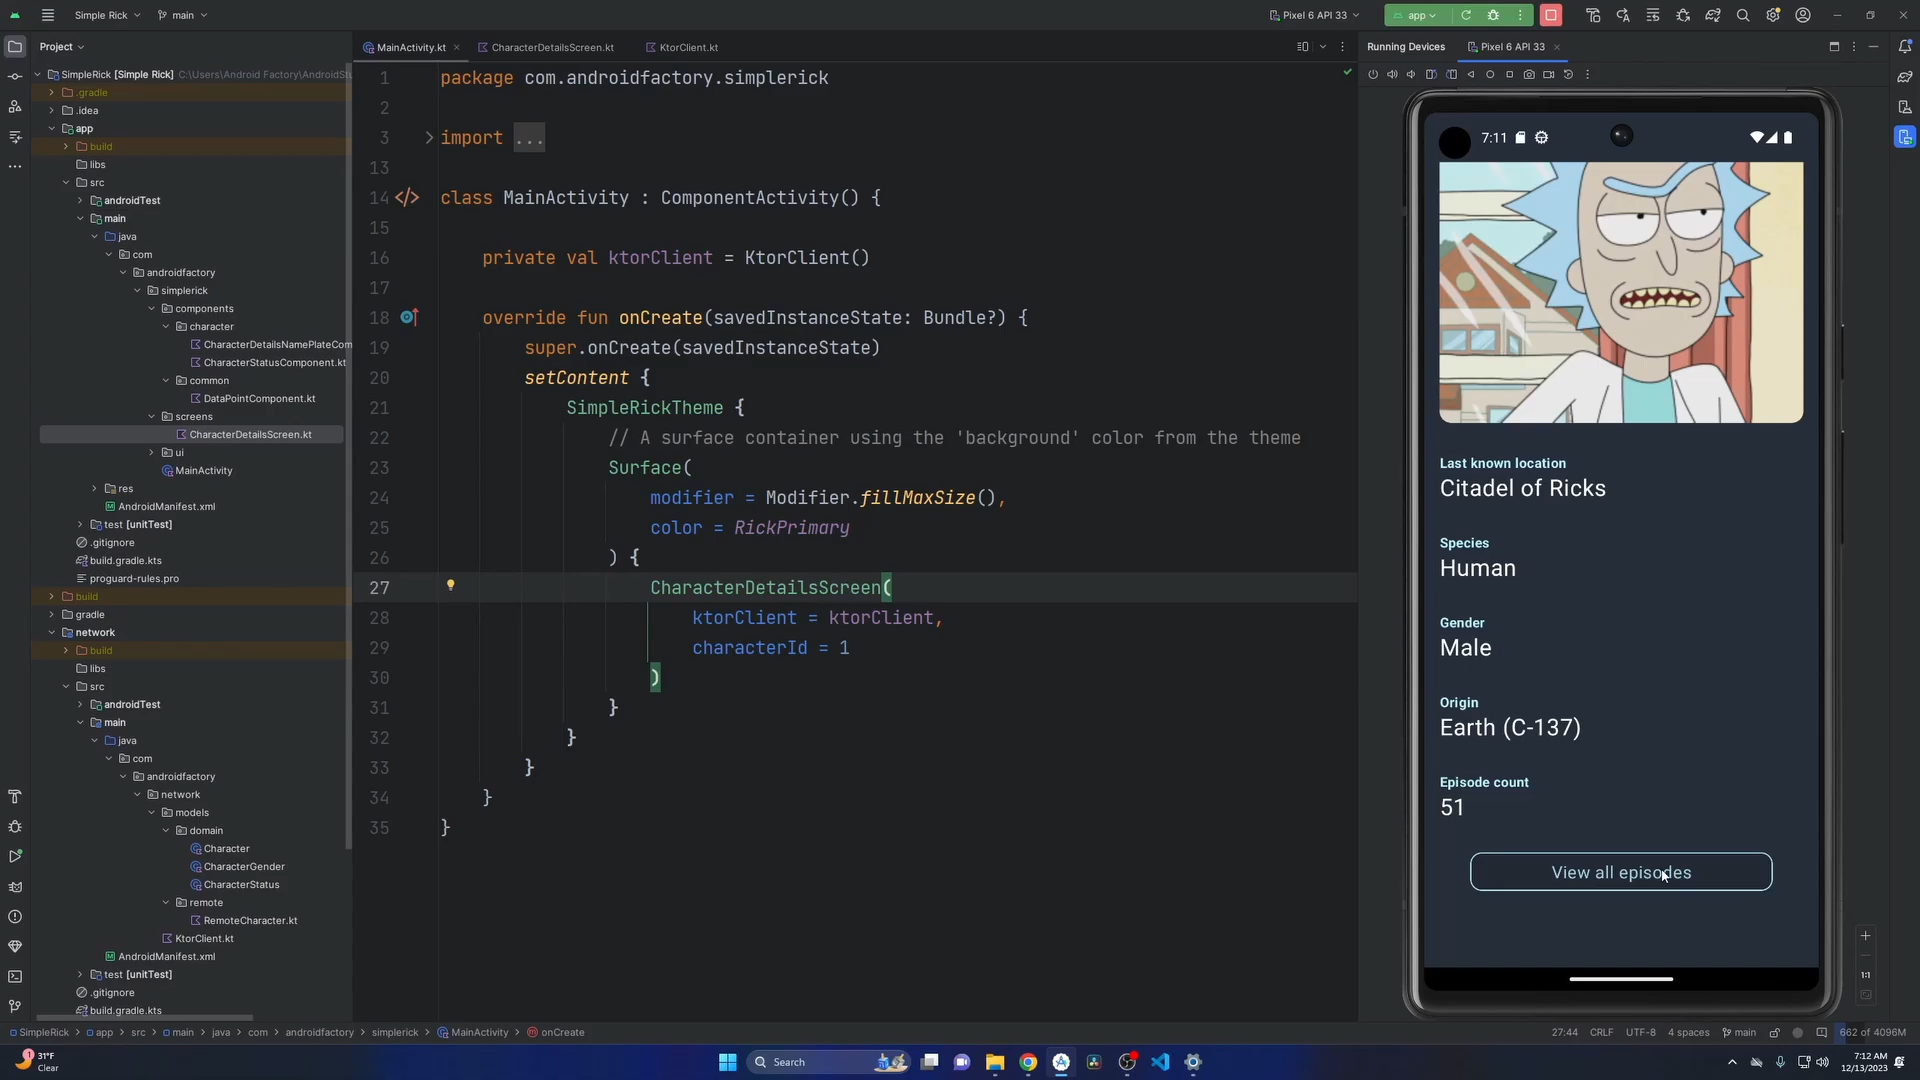 Simple Rick
main
Pixel 6 API 33
app
Project
MainActivity.kt
CharacterDetailsScreen.kt
KtorClient.kt
Running Devices
Pixel 6 API 33
SimpleRick [Simple Rick] C:\Users\Android Factory\AndroidStu
.gradle
.idea
app
build
libs
src
androidTest
main
java
com
androidfactory
simplerick
components
character
CharacterDetailsNamePlateCom
CharacterStatusComponent.kt
common
DataPointComponent.kt
screens
CharacterDetailsScreen.kt
ui
MainActivity
res
AndroidManifest.xml
test [unitTest]
.gitignore
build.gradle.kts
proguard-rules.pro
build
gradle
network
build
libs
src
androidTest
main
java
com
androidfactory
network
models
domain
Character
CharacterGender
CharacterStatus
remote
RemoteCharacter.kt
KtorClient.kt
AndroidManifest.xml
test [unitTest]
.gitignore
build.gradle.kts
1 package com.androidfactory.simplerick
2
3 import ...
13
14 class MainActivity : ComponentActivity() {
15
16 private val ktorClient = KtorClient()
17
18 override fun onCreate(savedInstanceState: Bundle?) {
19 super.onCreate(savedInstanceState)
20 setContent {
21 SimpleRickTheme {
22 // A surface container using the 'background' color from the theme
23 Surface(
24 modifier = Modifier.fillMaxSize(),
25 color = RickPrimary
26 ) {
27 CharacterDetailsScreen(
28 ktorClient = ktorClient,
29 characterId = 1
30 )
31 }
32 }
33 }
34 }
35 }
7:11
Last known location
Citadel of Ricks
Species
Human
Gender
Male
Origin
Earth (C-137)
Episode count
51
View all episodes
1:1
SimpleRick
app
src
main
java
com
androidfactory
simplerick
MainActivity
onCreate
27:44
CRLF
UTF-8
4 spaces
main
662 of 4096M
1
31°F
Clear
Search
7:12 AM
12/13/2023